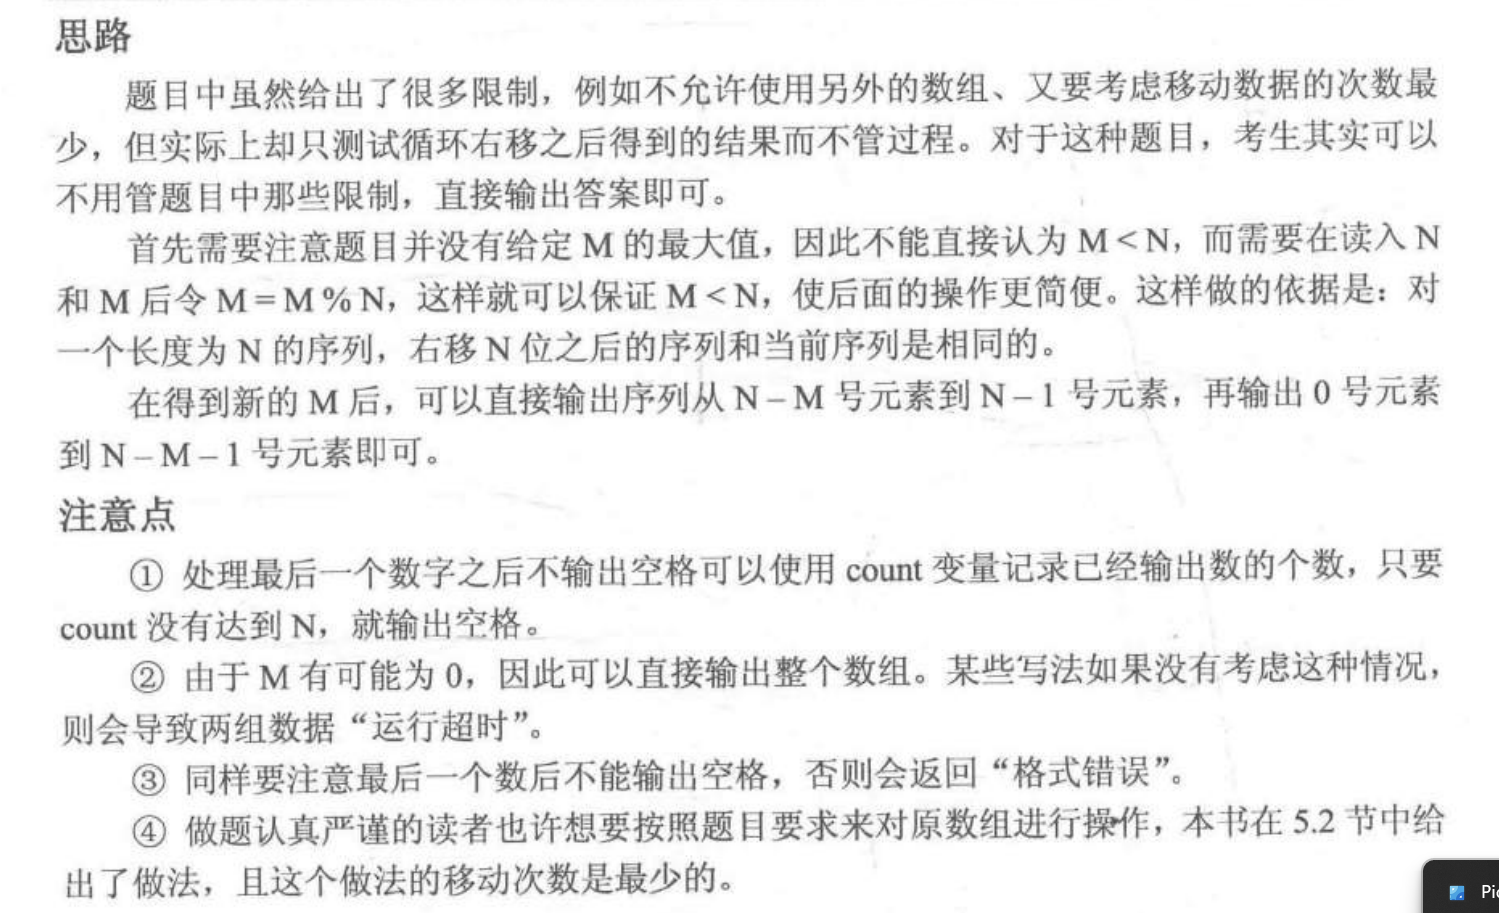 思路
题目中虽然给出了很多限制，例如不允许使用另外的数组、又要考虑移动数据的次数最
少，但实际上却只测试循环右移之后得到的结果而不管过程。对于这种题目，考生其实可以
不用管题目中那些限制，直接输出答案即可。
首先需要注意题目并没有给定 M 的最大值，因此不能直接认为 M < N，而需要在读入 N
和 M 后令 M = M % N，这样就可以保证 M < N，使后面的操作更简便。这样做的依据是：对
一个长度为 N 的序列，右移 N 位之后的序列和当前序列是相同的。
在得到新的 M 后，可以直接输出序列从 N – M 号元素到 N – 1 号元素，再输出 0 号元素
到 N – M – 1 号元素即可。
注意点
① 处理最后一个数字之后不输出空格可以使用 count 变量记录已经输出数的个数，只要
count 没有达到 N，就输出空格。
② 由于 M 有可能为 0，因此可以直接输出整个数组。某些写法如果没有考虑这种情况，
则会导致两组数据“运行超时”。
③ 同样要注意最后一个数后不能输出空格，否则会返回“格式错误”。
④ 做题认真严谨的读者也许想要按照题目要求来对原数组进行操作，本书在 5.2 节中给
出了做法，且这个做法的移动次数是最少的。